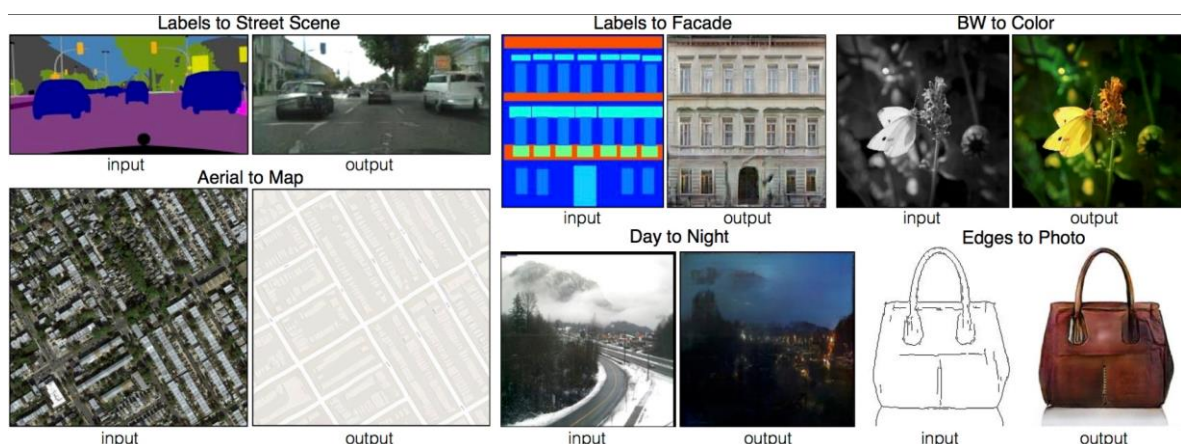 Labels to Street Scene
input
output
Aerial to Map
input
output
Labels to Facade
input
output
BW to Color
input
output
Day to Night
input
output
Edges to Photo
input
output